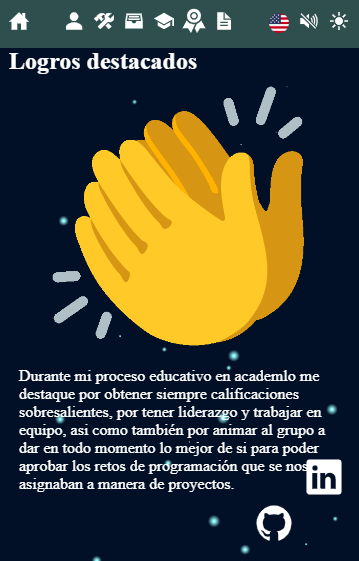 Logros destacados
Durante mi proceso educativo en academlo me
destaque por obtener siempre calificaciones
sobresalientes, por tener liderazgo y trabajar en
equipo, asi como también por animar al grupo a
dar en todo momento lo mejor de si para poder
aprobar los retos de programación que se nos
asignaban a manera de proyectos.
in